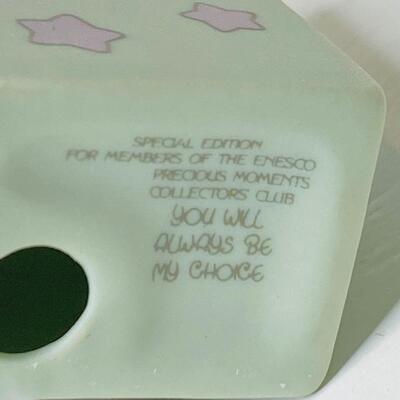 SPECIAL EDITION
FOR MEMBERS OF THE ENESCO
PRECIOUS MOMENTS
COLLECTORS' CLUB
YOU WILL
ALWAYS BE
MY CHOICE